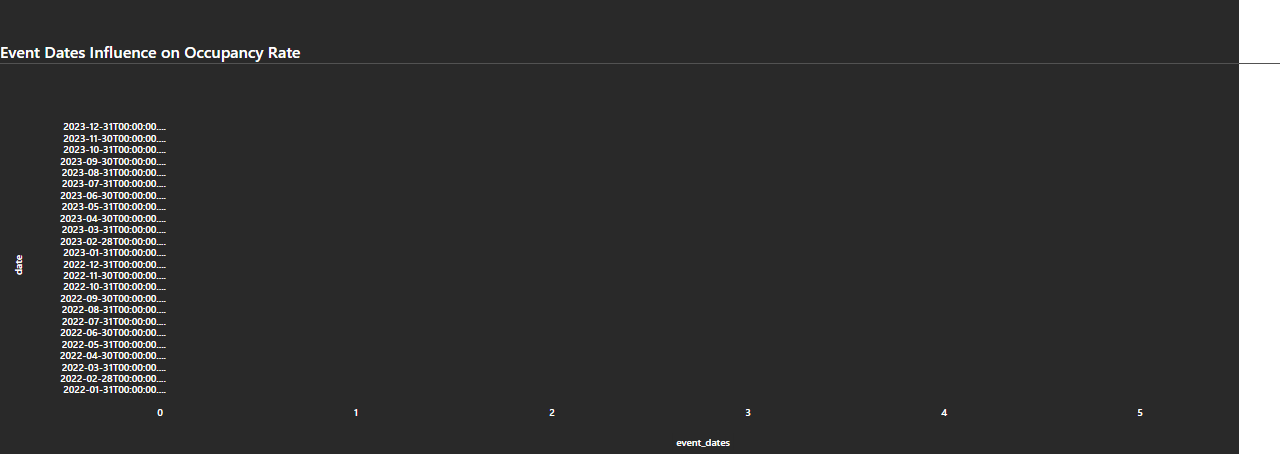 Event Dates Influence on Occupancy Rate
2023-12-31T00:00:00....
2023-11-30T00:00:00....
2023-10-31T00:00:00....
2023-09-30T00:00:00....
2023-08-31T00:00:00....
2023-07-31T00:00:00....
2023-06-30T00:00:00....
2023-05-31T00:00:00....
2023-04-30T00:00:00....
2023-03-31T00:00:00....
2023-02-28T00:00:00....
2023-01-31T00:00:00....
2022-12-31T00:00:00....
2022-11-30T00:00:00....
2022-10-31T00:00:00....
2022-09-30T00:00:00....
2022-08-31T00:00:00....
2022-07-31T00:00:00....
2022-06-30T00:00:00....
2022-05-31T00:00:00....
2022-04-30T00:00:00....
2022-03-31T00:00:00....
2022-02-28T00:00:00....
2022-01-31T00:00:00....
date
0 1 2 3 4 5
event_dates